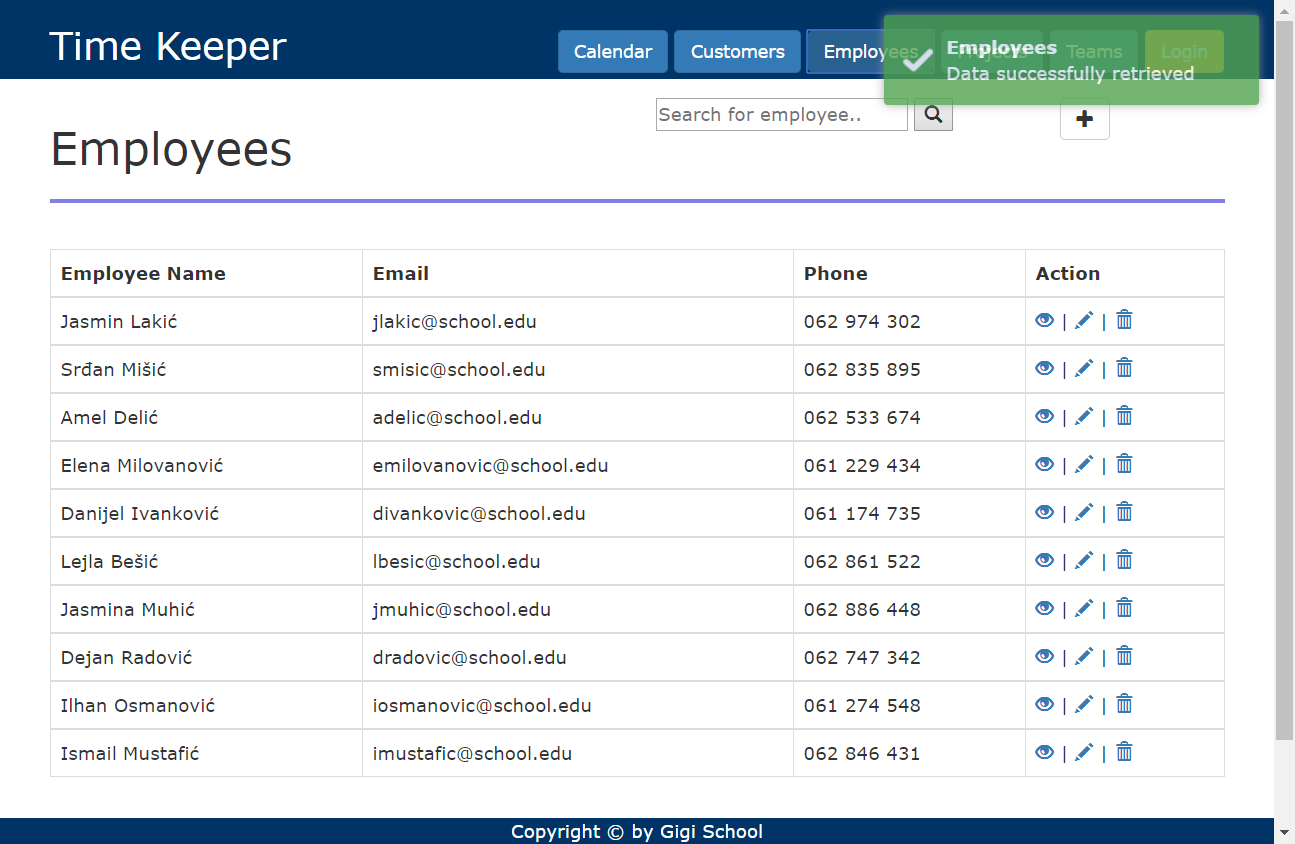 Time Keeper
Calendar Customers Employees Projects Teams Login
Employees
Data successfully retrieved
Search for employee..
Employees
Employee Name Email Phone Action
Jasmin Lakić jlakic@school.edu 062 974 302 | |
Srđan Mišić smisic@school.edu 062 835 895 | |
Amel Delić adelic@school.edu 062 533 674 | |
Elena Milovanović emilovanovic@school.edu 061 229 434 | |
Danijel Ivanković divankovic@school.edu 061 174 735 | |
Lejla Bešić lbesic@school.edu 062 861 522 | |
Jasmina Muhić jmuhic@school.edu 062 886 448 | |
Dejan Radović dradovic@school.edu 062 747 342 | |
Ilhan Osmanović iosmanovic@school.edu 061 274 548 | |
Ismail Mustafić imustafic@school.edu 062 846 431 | |
Copyright © by Gigi School